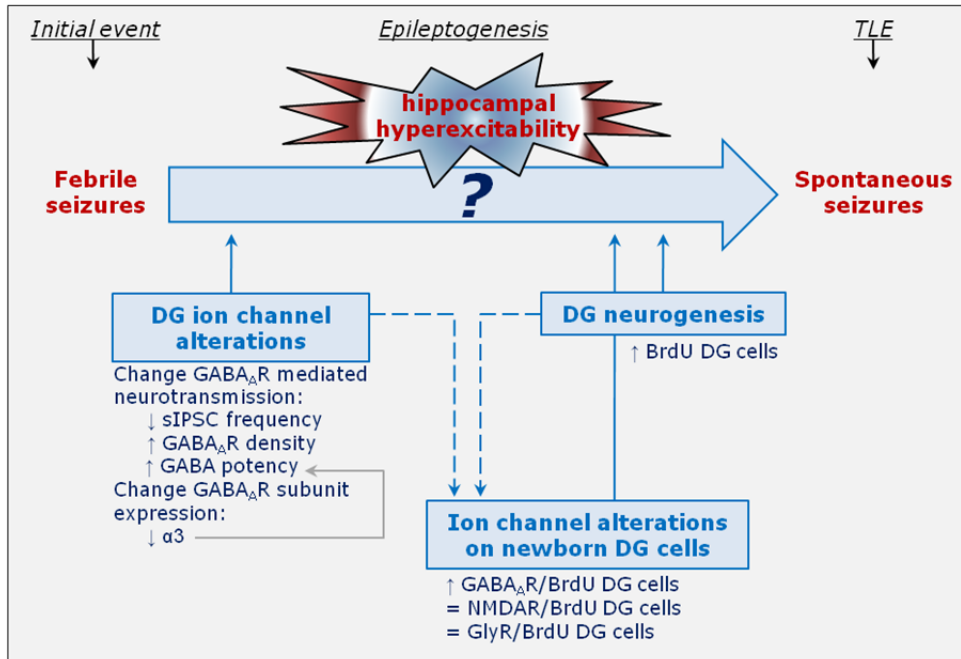 Initial event
Epileptogenesis
TLE
hippocampal
hyperexcitability
Febrile
seizures
?
Spontaneous
seizures
DG ion channel
alterations
DG neurogenesis
↑ BrdU DG cells
Change GABAAR mediated
neurotransmission:
↓ sIPSC frequency
↑ GABAAR density
↑ GABA potency
Change GABAAR subunit
expression:
↓ α3
Ion channel alterations
on newborn DG cells
↑ GABAAR/BrdU DG cells
= NMDAR/BrdU DG cells
= GlyR/BrdU DG cells